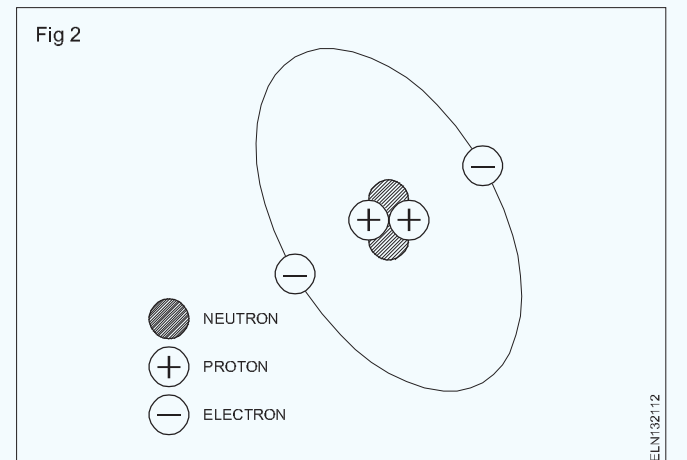 Fig 2
+ +
−
−
NEUTRON
+ PROTON
− ELECTRON
ELN132112